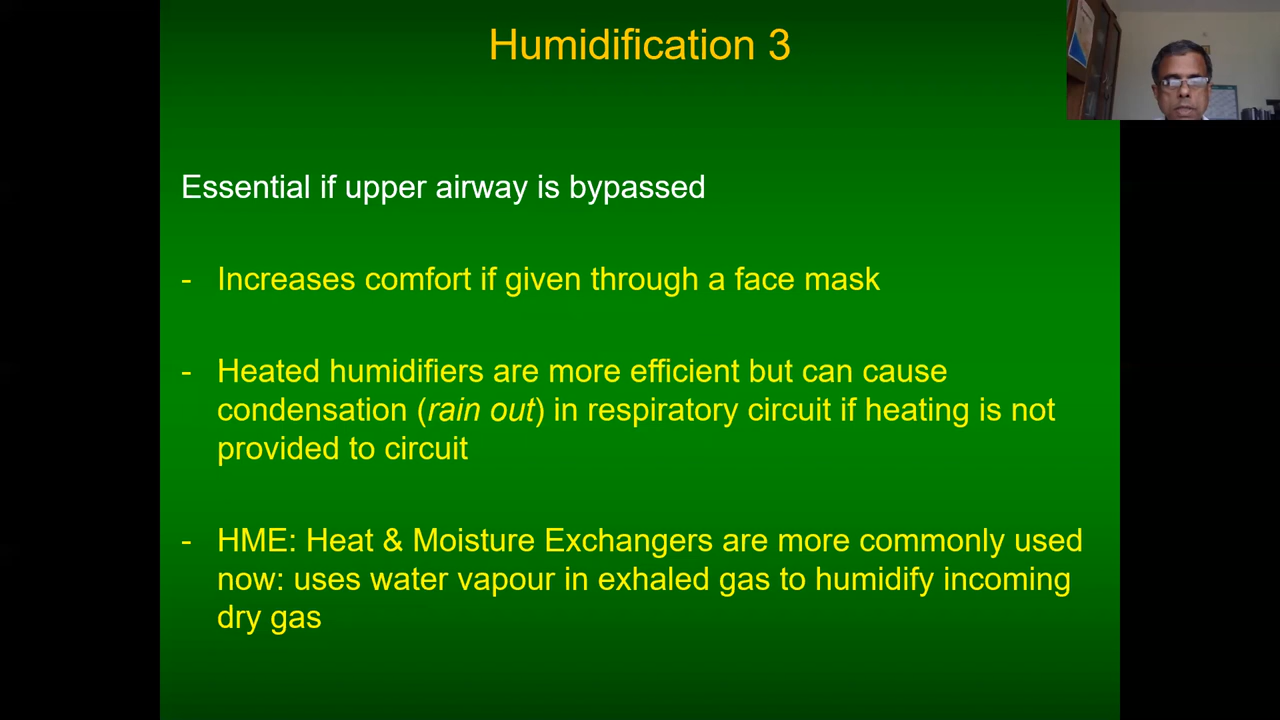 Humidification 3
Essential if upper airway is bypassed
- Increases comfort if given through a face mask
- Heated humidifiers are more efficient but can cause
condensation (rain out) in respiratory circuit if heating is not
provided to circuit
- HME: Heat & Moisture Exchangers are more commonly used
now: uses water vapour in exhaled gas to humidify incoming
dry gas